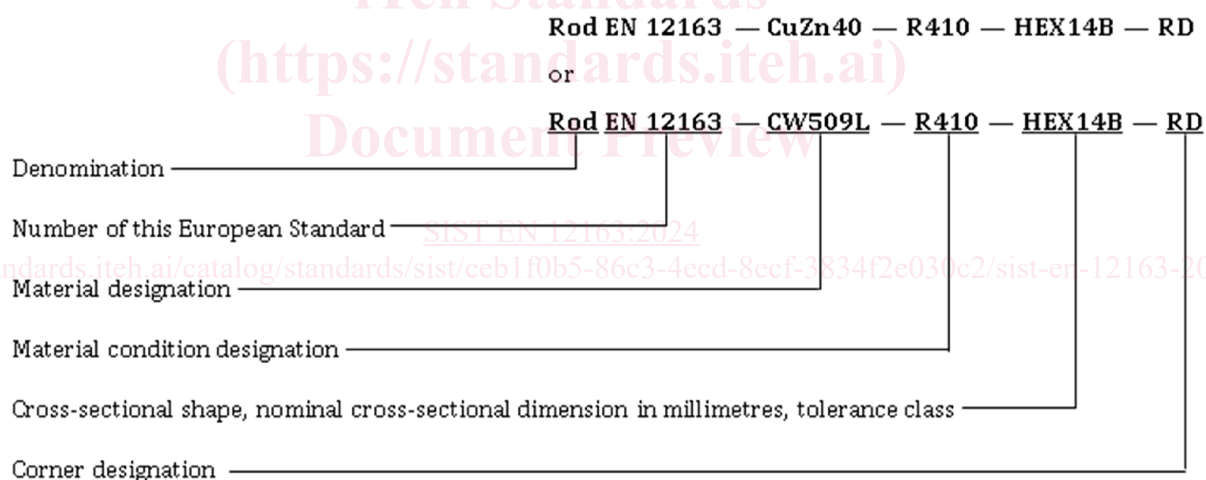 iTeh Standards
Rod EN 12163 — CuZn40 — R410 — HEX14B — RD
(https://standards.iteh.ai)
or
Rod EN 12163 — CW509L — R410 — HEX14B — RD
Document Preview
Denomination
Number of this European Standard
SIST EN 12163:2024
ndards.iteh.ai/catalog/standards/sist/ceb1f0b5-86c3-4ecd-8ecf-3834f2e030c2/sist-en-12163-20
Material designation
Material condition designation
Cross-sectional shape, nominal cross-sectional dimension in millimetres, tolerance class
Corner designation